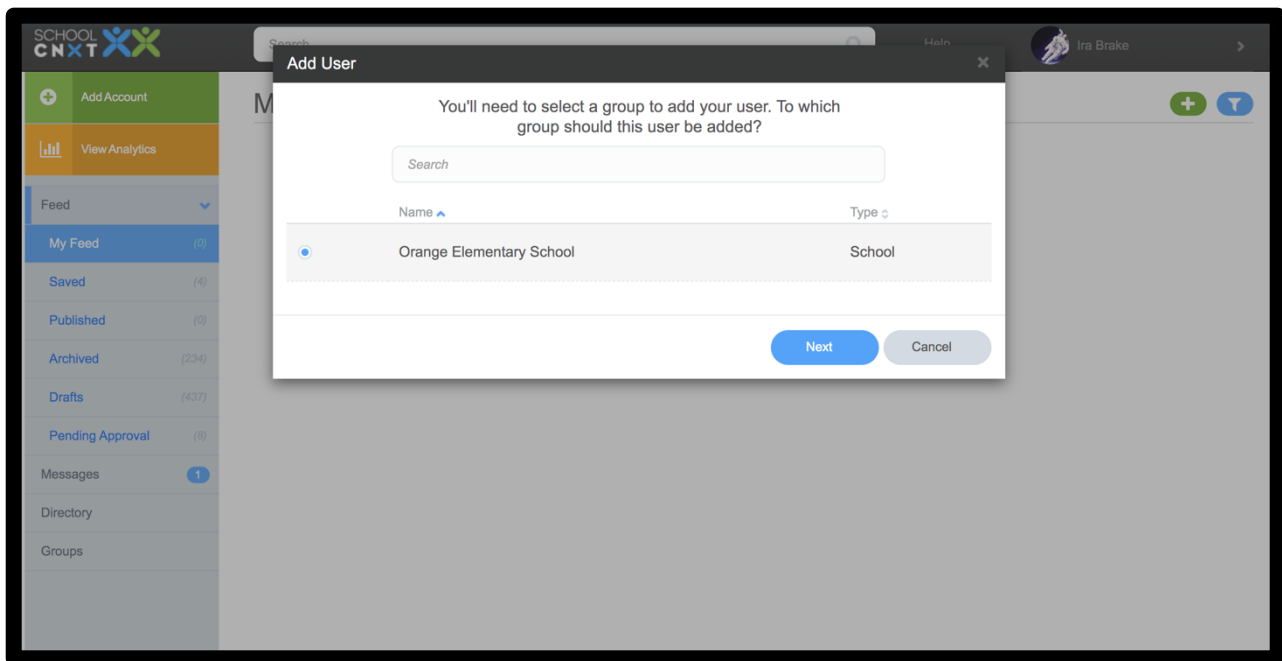 SCHOOL
CNXT
Search
Help
Ira Brake
Add User
Add Account
M
You'll need to select a group to add your user. To which
group should this user be added?
View Analytics
Search
Feed
Name
Type
My Feed (0)
Orange Elementary School
School
Saved (4)
Published (0)
Next
Cancel
Archived (234)
Drafts (437)
Pending Approval (8)
Messages 1
Directory
Groups